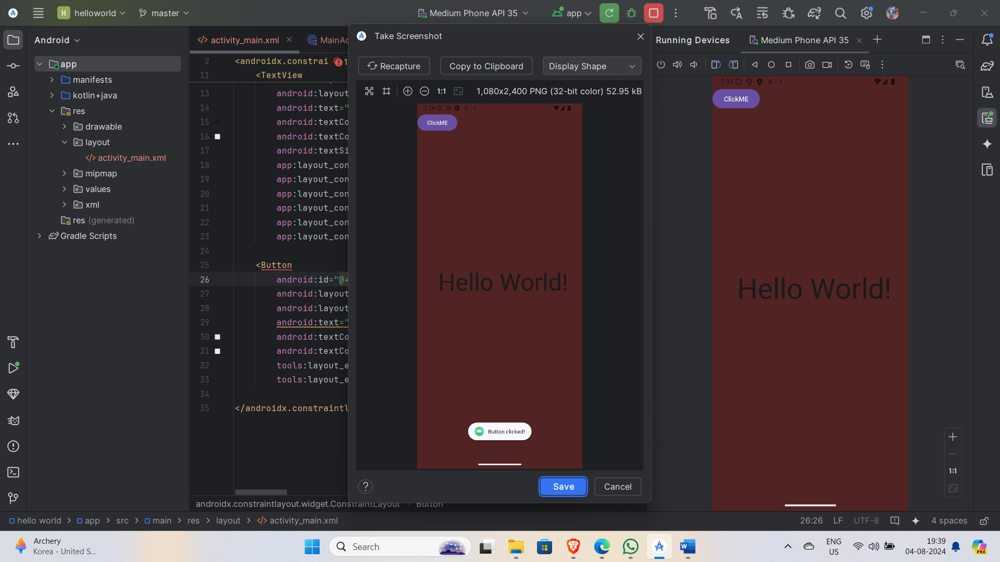 H helloworld
master
Medium Phone API 35
app
Android
app
manifests
kotlin+java
res
drawable
layout
</> activity_main.xml
mipmap
values
xml
res (generated)
Gradle Scripts
</> activity_main.xml
MainAc
2 <androidx.constrai 1
11 <TextView
13 android:layout
14 android:text="
15 android:textCo
16 android:textCo
17 android:textSi
18 app:layout_con
19 app:layout_con
20 app:layout_con
21 app:layout_con
22 app:layout_con
23 app:layout_con
24
25 <Button
26 android:id="@+
27 android:layout
28 android:layout
29 android:text="
30 android:textCo
31 android:textCo
32 tools:layout_e
33 tools:layout_e
34
35 </androidx.constraintl
androidx.constraintlayout.widget.ConstraintLayout › Button
Take Screenshot
Recapture
Copy to Clipboard
Display Shape
1:1
1,080x2,400 PNG (32-bit color) 52.95 kB
7:39
ClickME
Hello World!
Button clicked!
?
Save
Cancel
Running Devices
Medium Phone API 35
7:39
ClickME
Hello World!
1:1
hello world > app > src > main > res > layout > </> activity_main.xml
26:26 LF UTF-8 4 spaces
Archery
Korea - United S...
Search
W
ENG
US
19:39
04-08-2024
PRE